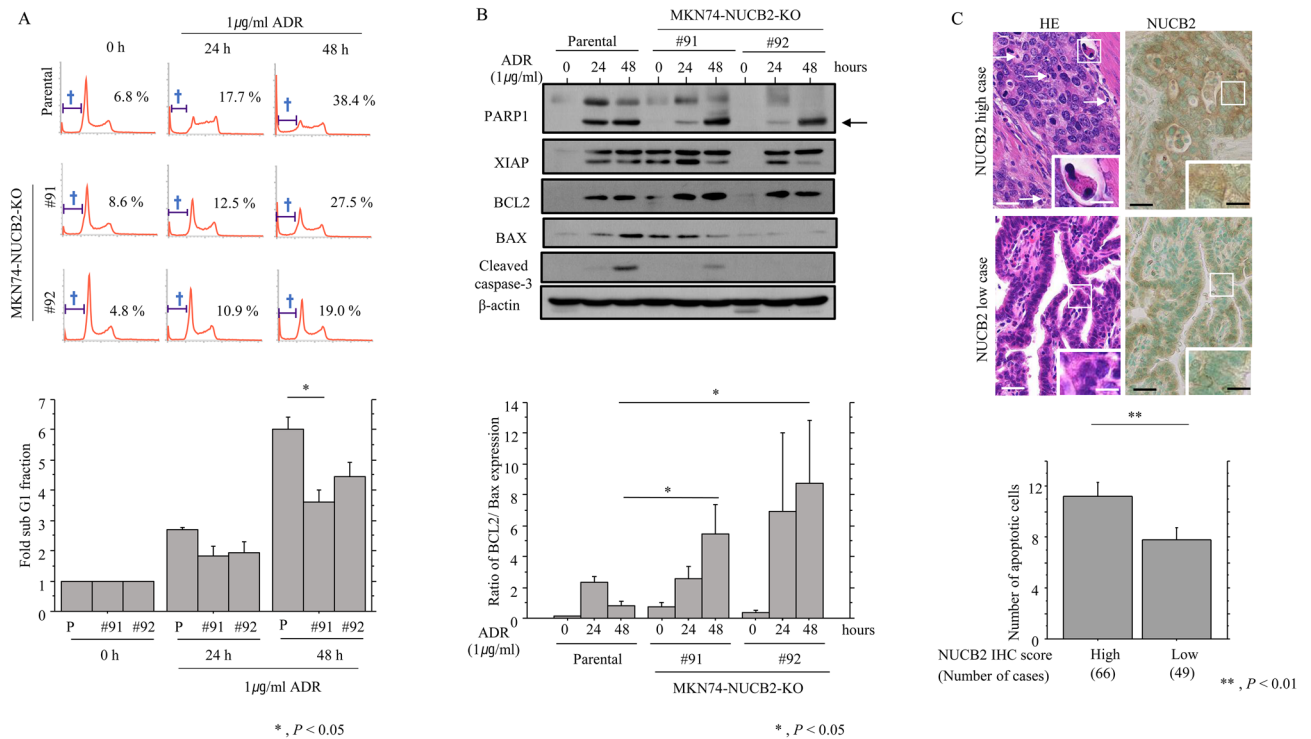 A
1㎍/ml ADR
0 h
24 h
48 h
Parental
†
6.8 %
†
17.7 %
†
38.4 %
MKN74-NUCB2-KO
#91
†
8.6 %
†
12.5 %
†
27.5 %
#92
†
4.8 %
†
10.9 %
†
19.0 %
Fold sub G1 fraction
7
6
5
4
3
2
1
0
*
P #91 #92 P #91 #92 P #91 #92
0 h 24 h 48 h
1㎍/ml ADR
* , P < 0.05
B
MKN74-NUCB2-KO
Parental #91 #92
ADR
(1㎍/ml)
0 24 48 0 24 48 0 24 48 hours
PARP1
XIAP
BCL2
BAX
Cleaved
caspase-3
β-actin
Ratio of BCL2/ Bax expression
14
12
10
8
6
4
2
0
*
*
ADR
(1㎍/ml)
0 24 48 0 24 48 0 24 48 hours
Parental #91 #92
MKN74-NUCB2-KO
* , P < 0.05
C
HE NUCB2
NUCB2 high case
NUCB2 low case
**
Number of apoptotic cells
12
8
4
0
NUCB2 IHC score High Low
(Number of cases) (66) (49)
** , P < 0.01